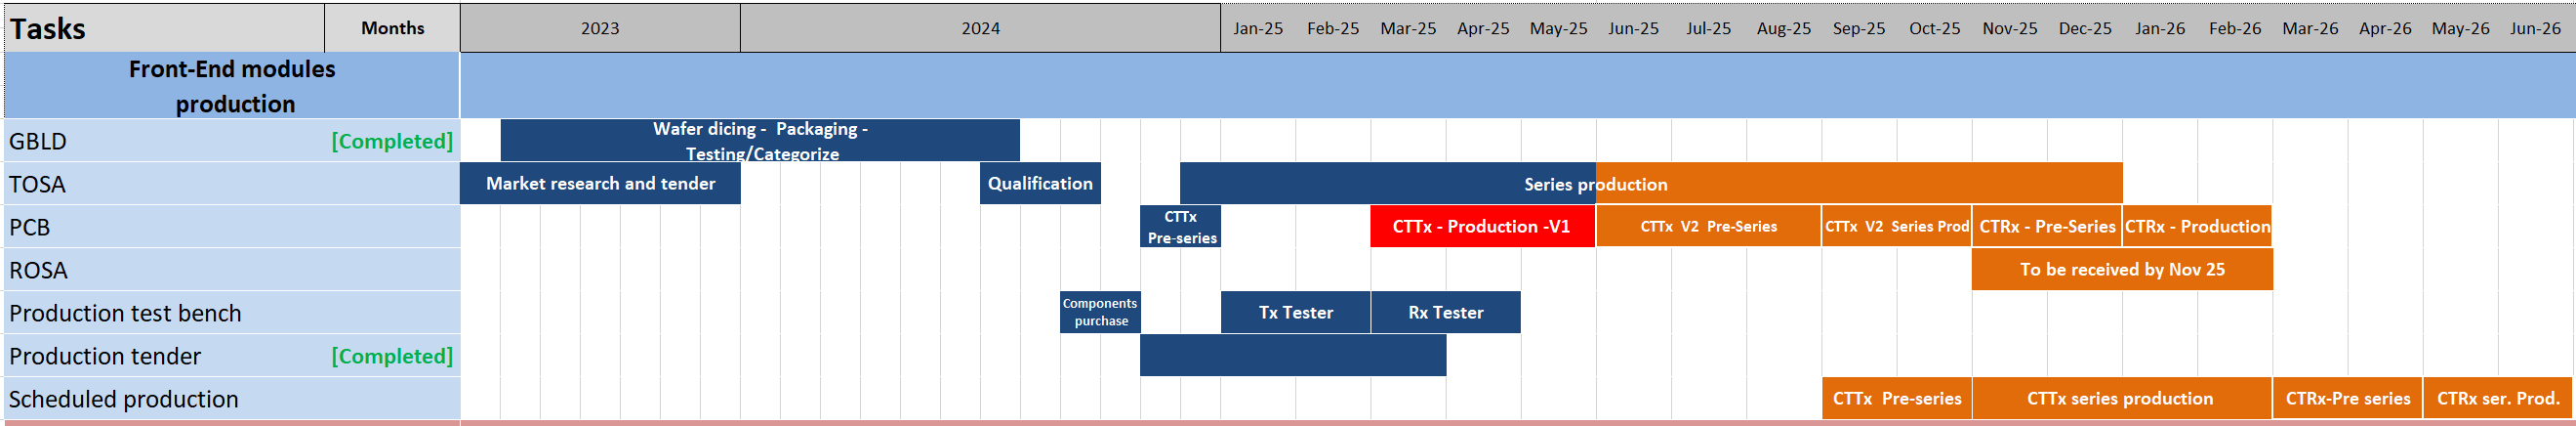 Tasks Months 2023 2024 Jan-25 Feb-25 Mar-25 Apr-25 May-25 Jun-25 Jul-25 Aug-25 Sep-25 Oct-25 Nov-25 Dec-25 Jan-26 Feb-26 Mar-26 Apr-26 May-26 Jun-26
Front-End modules
production
GBLD [Completed]
Wafer dicing - Packaging -
Testing/Categorize
TOSA Market research and tender Qualification Series production
PCB
CTTx
Pre-series
CTTx - Production -V1 CTTx V2 Pre-Series CTTx V2 Series Prod CTRx - Pre-Series CTRx - Production
ROSA To be received by Nov 25
Production test bench
Components
purchase
Tx Tester Rx Tester
Production tender [Completed]
Scheduled production CTTx Pre-series CTTx series production CTRx-Pre series CTRx ser. Prod.